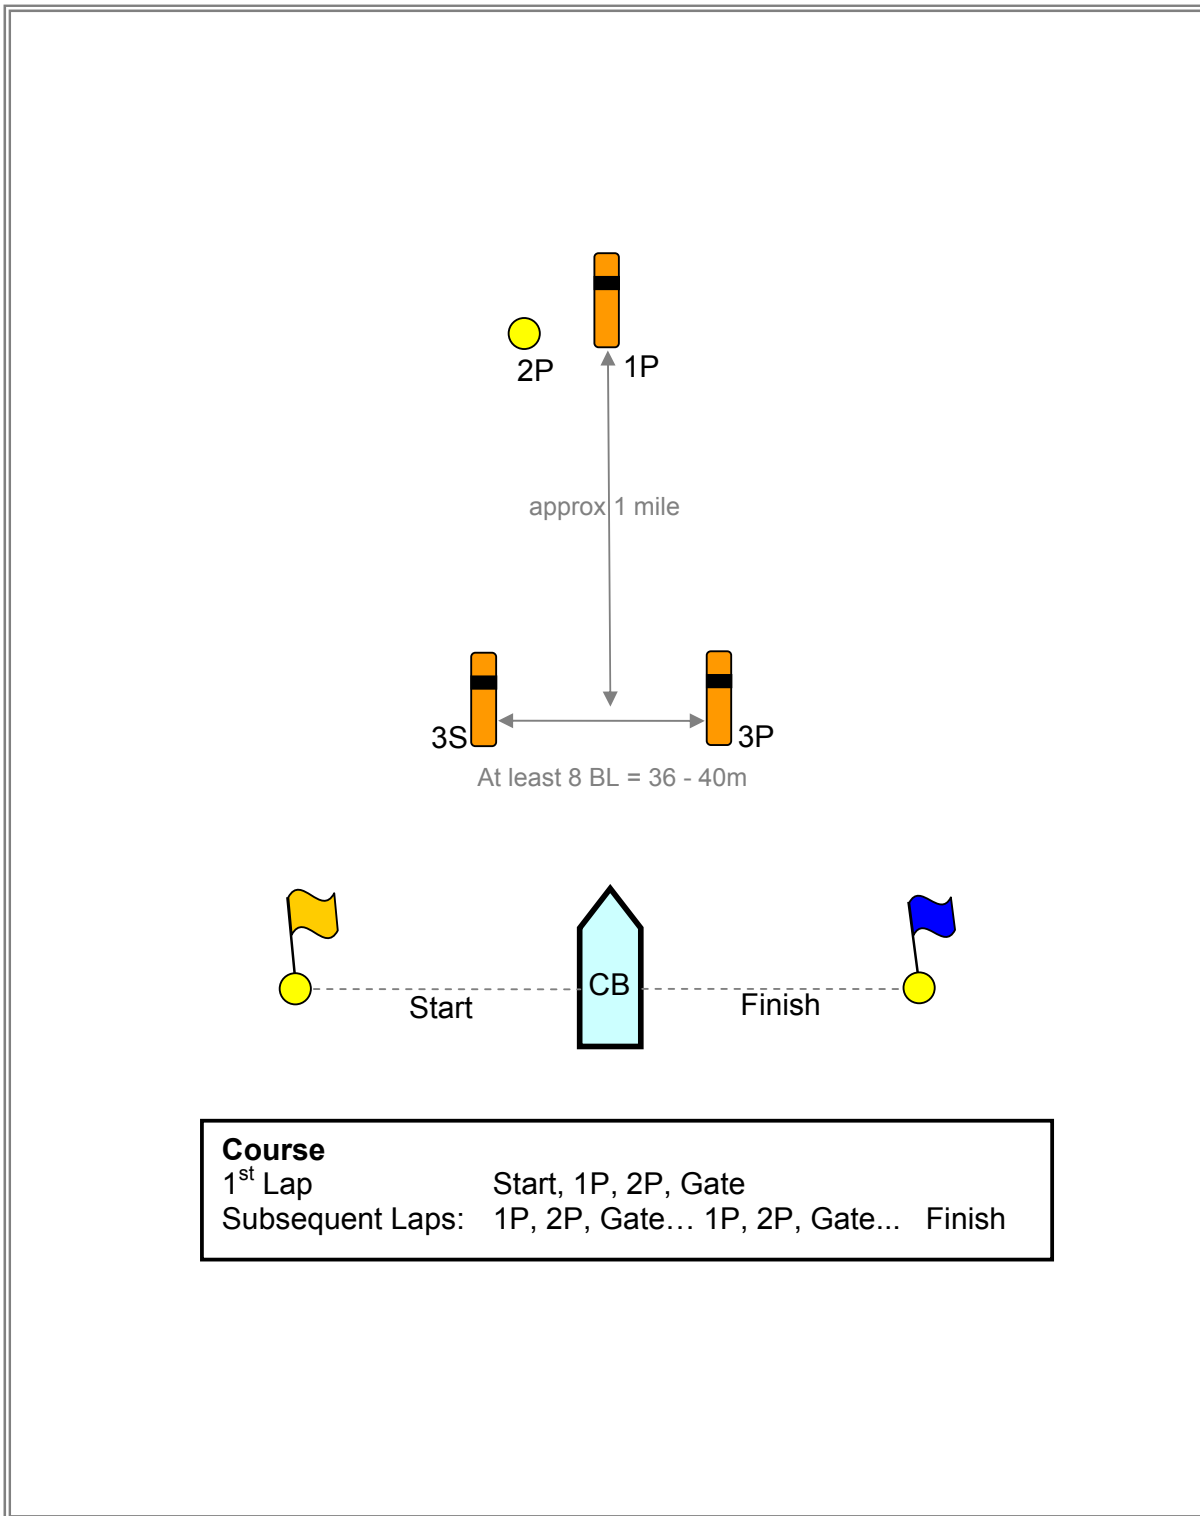 2P
1P
approx 1 mile
3S
3P
At least 8 BL = 36 - 40m
CB
Start
Finish
Course
1st Lap Start, 1P, 2P, Gate
Subsequent Laps: 1P, 2P, Gate… 1P, 2P, Gate... Finish